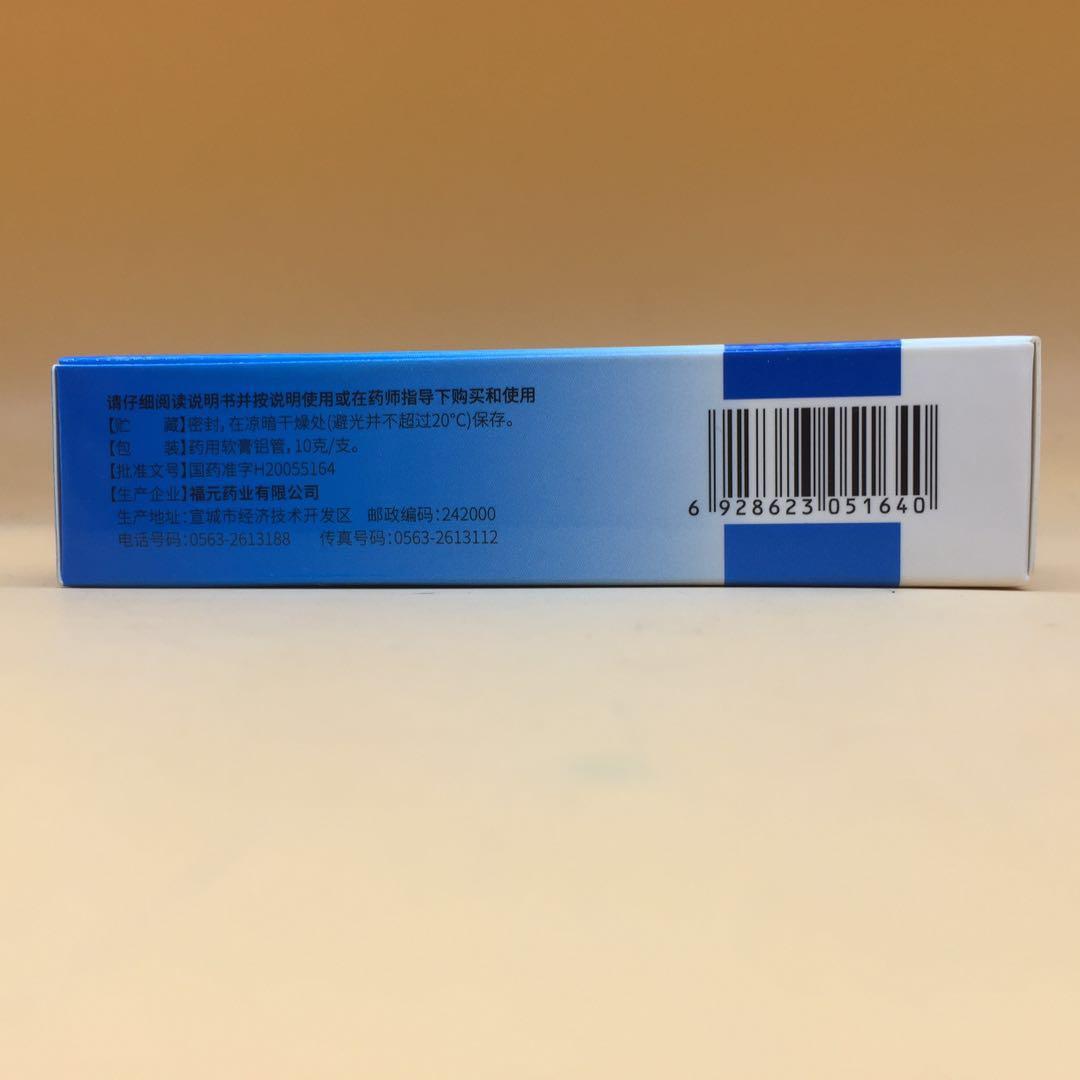 请仔细阅读说明书并按说明使用或在药师指导下购买和使用
【贮 藏】密封，在凉暗干燥处(避光并不超过20℃)保存。
【包 装】药用软膏铝管，10克/支。
【批准文号】国药准字H20055164
【生产企业】福元药业有限公司
生产地址：宣城市经济技术开发区 邮政编码：242000
电话号码：0563-2613188 传真号码：0563-2613112
6 928623 051640